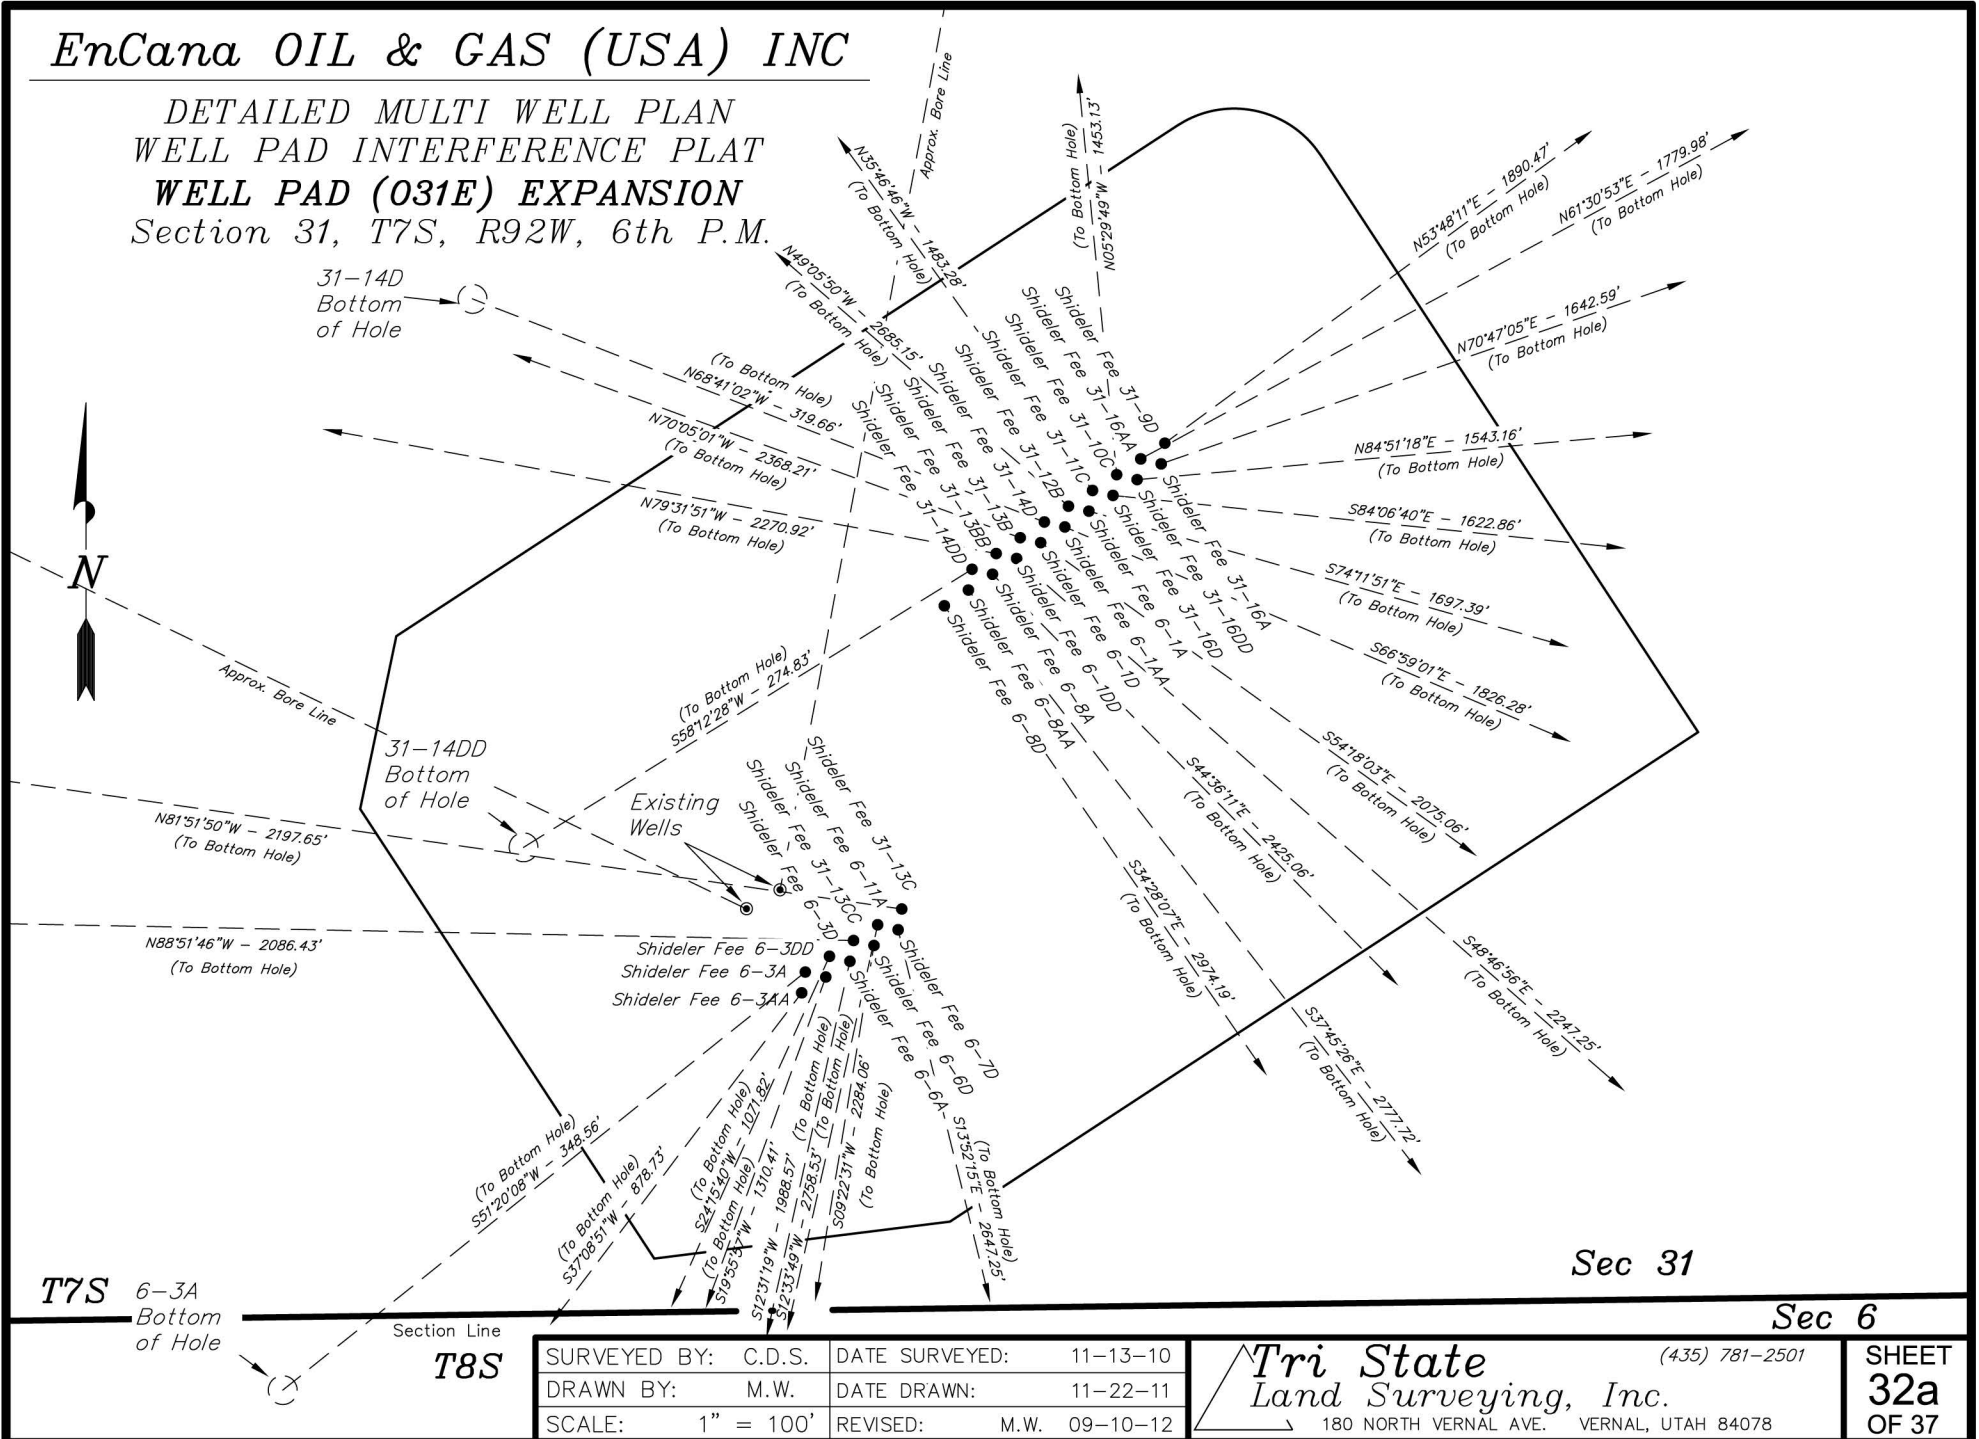 EnCana OIL & GAS (USA) INC
DETAILED MULTI WELL PLAN
WELL PAD INTERFERENCE PLAT
WELL PAD (O31E) EXPANSION
Section 31, T7S, R92W, 6th P.M.
31-14D
Bottom
of Hole
Approx. Bore Line
N35°46'46"W - 1483.28'
(To Bottom Hole)
N05°29'49"W - 1453.13'
(To Bottom Hole)
N53°48'11"E - 1890.47'
(To Bottom Hole)
N61°30'53"E - 1779.98'
(To Bottom Hole)
N49°05'50"W - 2685.15'
(To Bottom Hole)
N70°47'05"E - 1642.59'
(To Bottom Hole)
(To Bottom Hole)
N68°41'02"W - 319.66'
N70°05'01"W - 2368.21'
(To Bottom Hole)
N79°31'51"W - 2270.92'
(To Bottom Hole)
N84°51'18"E - 1543.16'
(To Bottom Hole)
S84°06'40"E - 1622.86'
(To Bottom Hole)
S74°11'51"E - 1697.39'
(To Bottom Hole)
S66°59'01"E - 1826.28'
(To Bottom Hole)
S54°18'03"E - 2075.06'
(To Bottom Hole)
S44°36'11"E - 2425.06'
(To Bottom Hole)
S48°46'56"E - 2247.25'
(To Bottom Hole)
S34°28'07"E - 2974.19'
(To Bottom Hole)
S37°45'26"E - 2777.72'
(To Bottom Hole)
Shideler Fee 31-14DD
Shideler Fee 31-13BB
Shideler Fee 31-13B
Shideler Fee 31-14D
Shideler Fee 31-12B
Shideler Fee 31-11C
Shideler Fee 31-10C
Shideler Fee 31-16AA
Shideler Fee 31-9D
Shideler Fee 31-16A
Shideler Fee 31-16DD
Shideler Fee 31-16D
Shideler Fee 6-1A
Shideler Fee 6-1AA
Shideler Fee 6-1D
Shideler Fee 6-1DD
Shideler Fee 6-8A
Shideler Fee 6-8AA
Shideler Fee 6-8D
N
Approx. Bore Line
(To Bottom Hole)
S58°12'28"W - 274.83'
31-14DD
Bottom
of Hole
Existing
Wells
N81°51'50"W - 2197.65'
(To Bottom Hole)
N88°51'46"W - 2086.43'
(To Bottom Hole)
Shideler Fee 31-13C
Shideler Fee 6-11A
Shideler Fee 31-13CC
Shideler Fee 6-3D
Shideler Fee 6-3DD
Shideler Fee 6-3A
Shideler Fee 6-3AA
Shideler Fee 6-7D
Shideler Fee 6-6D
Shideler Fee 6-6A
(To Bottom Hole)
S51°20'08"W - 348.56'
(To Bottom Hole)
S37°08'51"W - 878.73'
(To Bottom Hole)
S24°15'40"W - 1071.82'
(To Bottom Hole)
S19°55'57"W - 1310.41'
(To Bottom Hole)
S12°31'19"W - 1988.57'
(To Bottom Hole)
S12°33'49"W - 2758.53'
S09°22'31"W - 2284.06'
(To Bottom Hole)
(To Bottom Hole)
S13°52'15"E - 2647.25'
T7S
6-3A
Bottom
of Hole
Section Line
T8S
Sec 31
Sec 6
SURVEYED BY: C.D.S. DATE SURVEYED: 11-13-10
DRAWN BY: M.W. DATE DRAWN: 11-22-11
SCALE: 1" = 100' REVISED: M.W. 09-10-12
Tri State (435) 781-2501
Land Surveying, Inc.
180 NORTH VERNAL AVE. VERNAL, UTAH 84078
SHEET
32a
OF 37